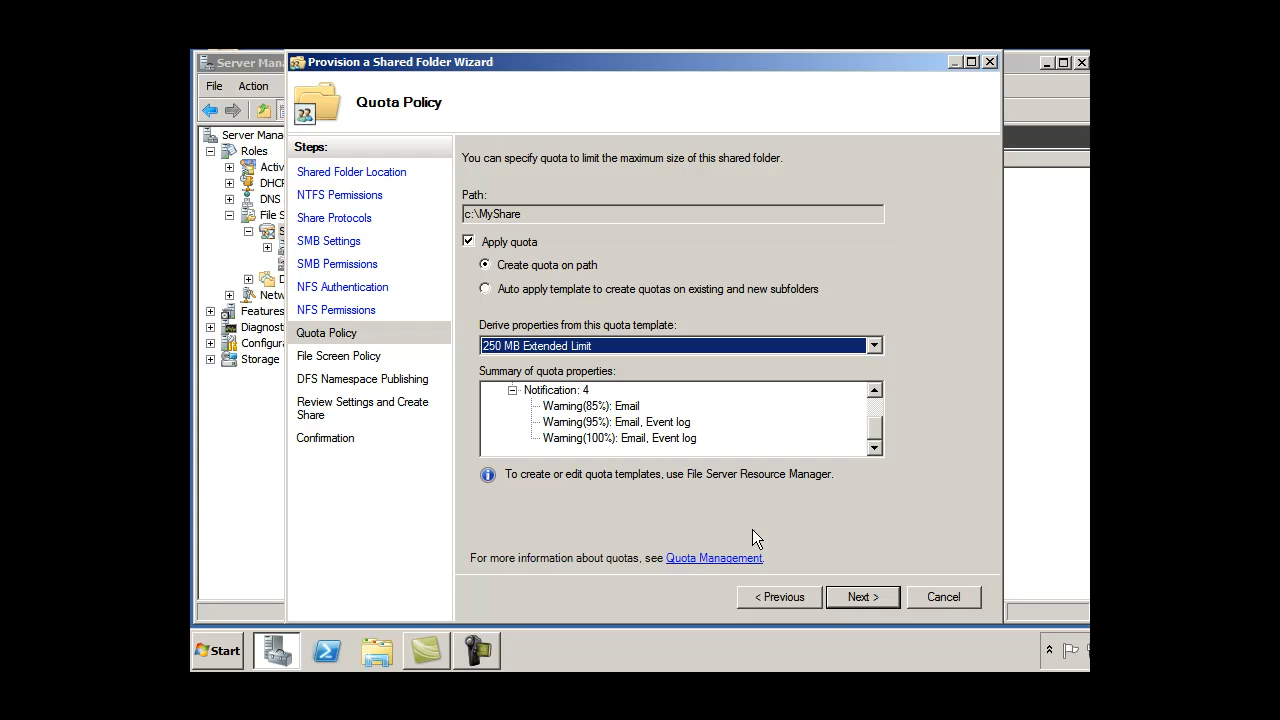 Server Mana
Provision a Shared Folder Wizard
File Action
Quota Policy
Server Mana
Roles
Activ
DHCP
DNS
File S
S
D
Netw
Features
Diagnost
Configura
Storage
Steps:
Shared Folder Location
NTFS Permissions
Share Protocols
SMB Settings
SMB Permissions
NFS Authentication
NFS Permissions
Quota Policy
File Screen Policy
DFS Namespace Publishing
Review Settings and Create
Share
Confirmation
You can specify quota to limit the maximum size of this shared folder.
Path:
c:\MyShare
Apply quota
Create quota on path
Auto apply template to create quotas on existing and new subfolders
Derive properties from this quota template:
250 MB Extended Limit
Summary of quota properties:
Notification: 4
Warning(85%): Email
Warning(95%): Email, Event log
Warning(100%): Email, Event log
To create or edit quota templates, use File Server Resource Manager.
For more information about quotas, see Quota Management.
< Previous Next > Cancel
Start